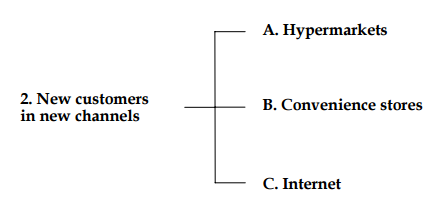 A. Hypermarkets
2. New customers
in new channels
B. Convenience stores
C. Internet